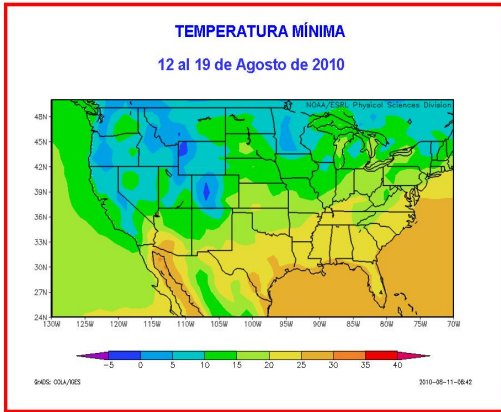 TEMPERATURA MÍNIMA
12 al 19 de Agosto de 2010
NOAA/ESRL Physical Sciences Division
48N
45N
42N
39N
36N
33N
30N
27N
24N
130W 125W 120W 115W 110W 105W 100W 95W 90W 85W 80W 75W 70W
-5 0 5 10 15 20 25 30 35 40
GrADS: COLA/IGES 2010-08-11-08:42